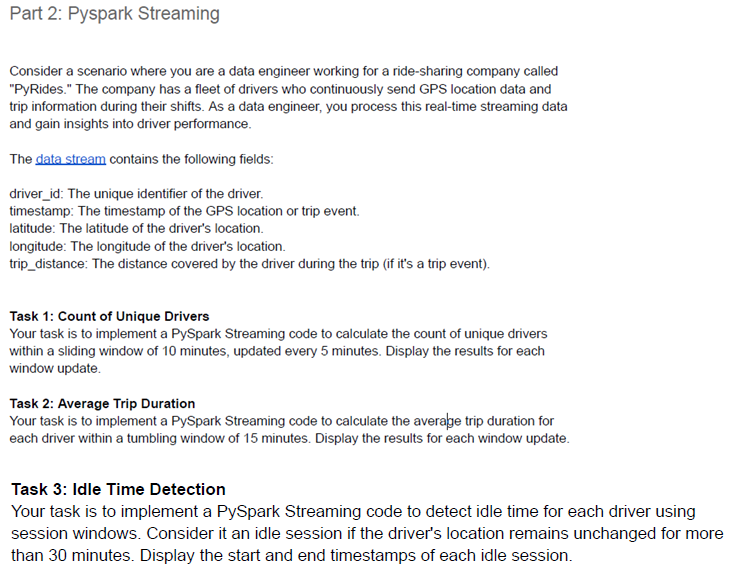 Part 2: Pyspark Streaming
Consider a scenario where you are a data engineer working for a ride-sharing company called
"PyRides." The company has a fleet of drivers who continuously send GPS location data and
trip information during their shifts. As a data engineer, you process this real-time streaming data
and gain insights into driver performance.
The data stream contains the following fields:
driver_id: The unique identifier of the driver.
timestamp: The timestamp of the GPS location or trip event.
latitude: The latitude of the driver's location.
longitude: The longitude of the driver's location.
trip_distance: The distance covered by the driver during the trip (if it's a trip event).
Task 1: Count of Unique Drivers
Your task is to implement a PySpark Streaming code to calculate the count of unique drivers
within a sliding window of 10 minutes, updated every 5 minutes. Display the results for each
window update.
Task 2: Average Trip Duration
Your task is to implement a PySpark Streaming code to calculate the average trip duration for
each driver within a tumbling window of 15 minutes. Display the results for each window update.
Task 3: Idle Time Detection
Your task is to implement a PySpark Streaming code to detect idle time for each driver using
session windows. Consider it an idle session if the driver's location remains unchanged for more
than 30 minutes. Display the start and end timestamps of each idle session.